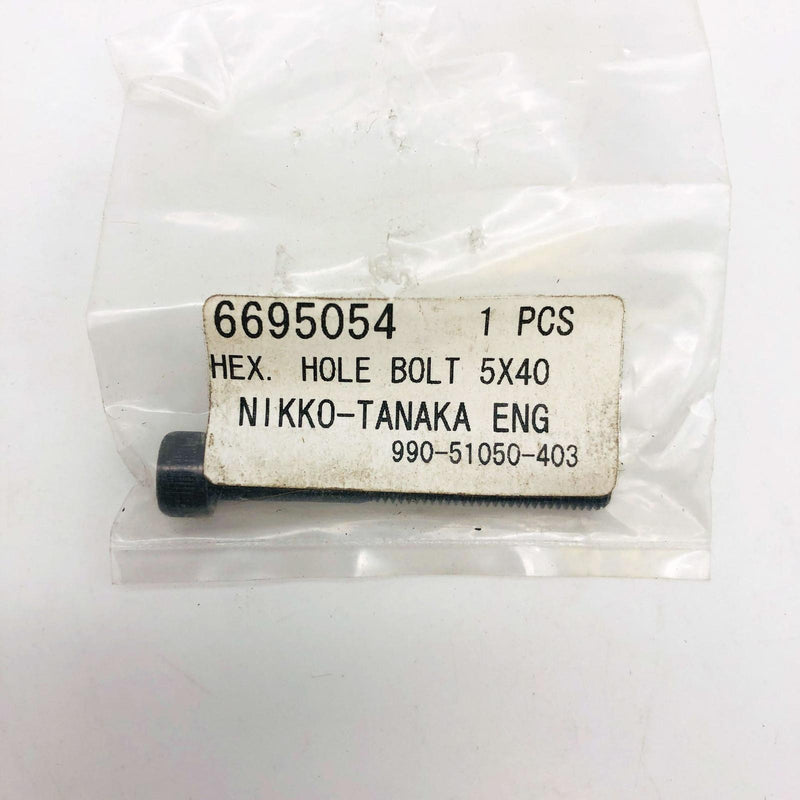 6695054 1 PCS
HEX. HOLE BOLT 5X40
NIKKO-TANAKA ENG
990-51050-403